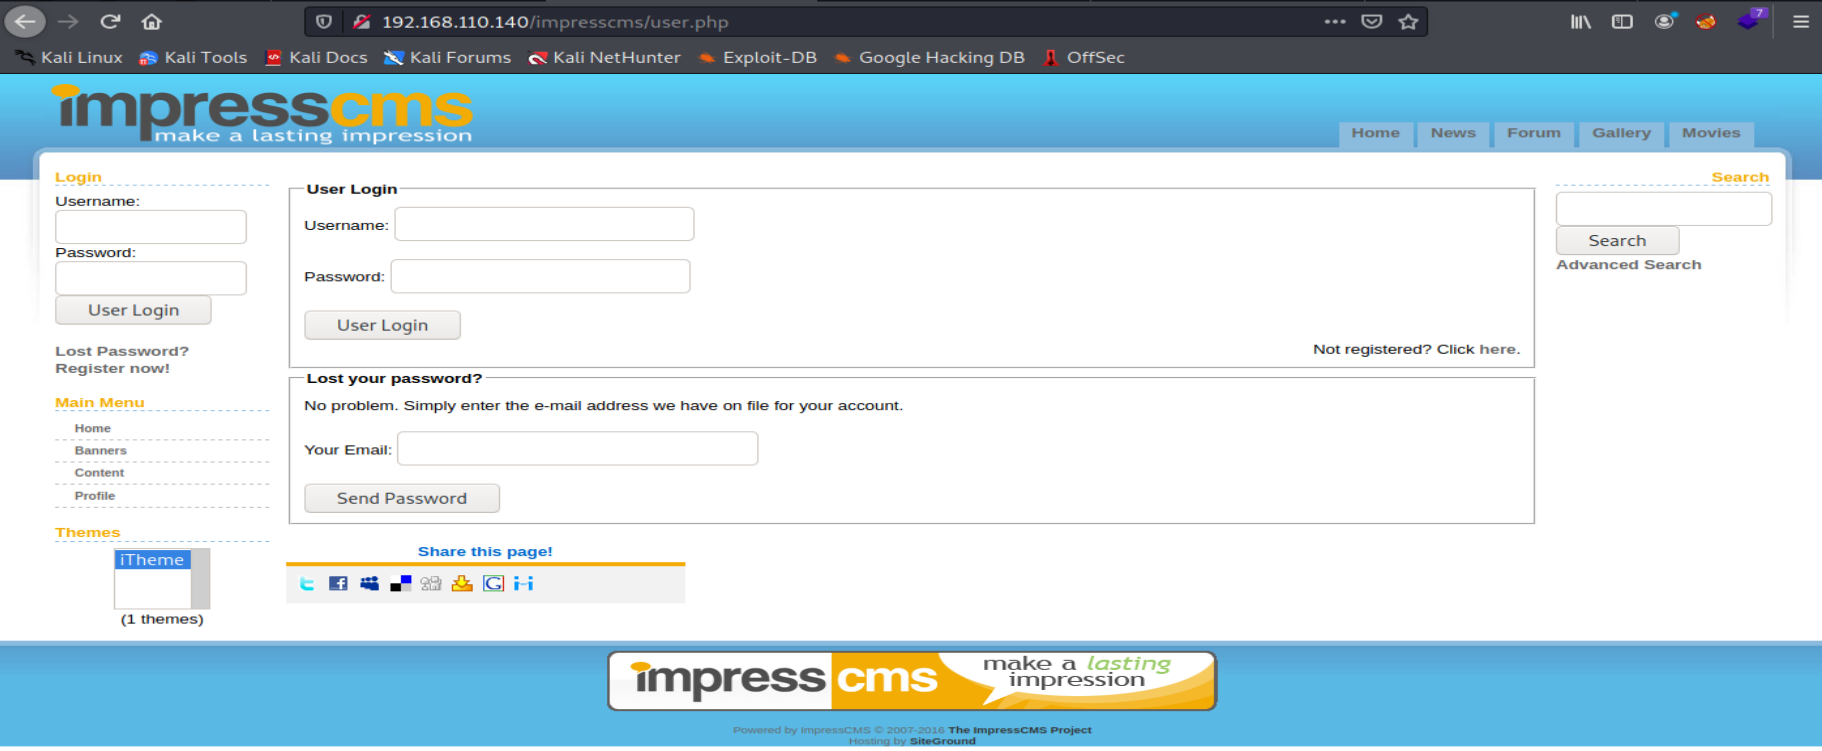 192.168.110.140/impresscms/user.php
7
Kali Linux Kali Tools Kali Docs Kali Forums Kali NetHunter Exploit-DB Google Hacking DB OffSec
impresscms
make a lasting impression
Home News Forum Gallery Movies
Login
Username:
Password:
User Login
Lost Password?
Register now!
Main Menu
Home
Banners
Content
Profile
Themes
iTheme
(1 themes)
User Login
Username:
Password:
User Login
Not registered? Click here.
Lost your password?
No problem. Simply enter the e-mail address we have on file for your account.
Your Email:
Send Password
Share this page!
Search
Search
Advanced Search
impress cms make a lasting
impression
Powered by ImpressCMS © 2007-2016 The ImpressCMS Project
Hosting by SiteGround